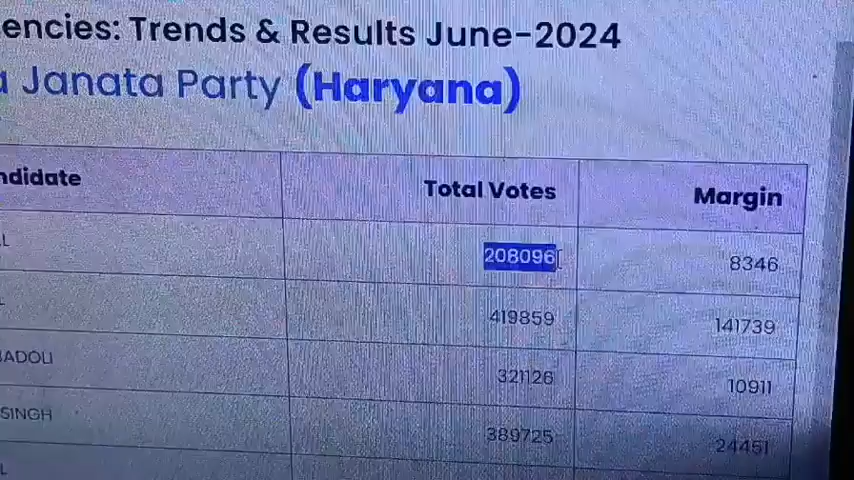 encies: Trends & Results June-2024
a Janata Party (Haryana)
ndidate Total Votes Margin
L 208096 8346
419859 141739
ADOLI 321126 10911
SINGH 389725 24451
L